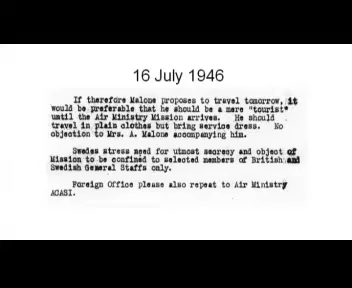 16 July 1946
If therefore Malone proposes to travel tomorrow, it
would be preferable that he should be a mere "tourist"
until the Air Ministry Mission arrives. He should
travel in plain clothes but bring service dress. No
objection to Mrs. A. Malone accompanying him.
Swedes stress need for utmost secrecy and object of
Mission to be confined to selected members of British and
Swedish General Staffs only.
Foreign Office please also repeat to Air Ministry
ACASI.